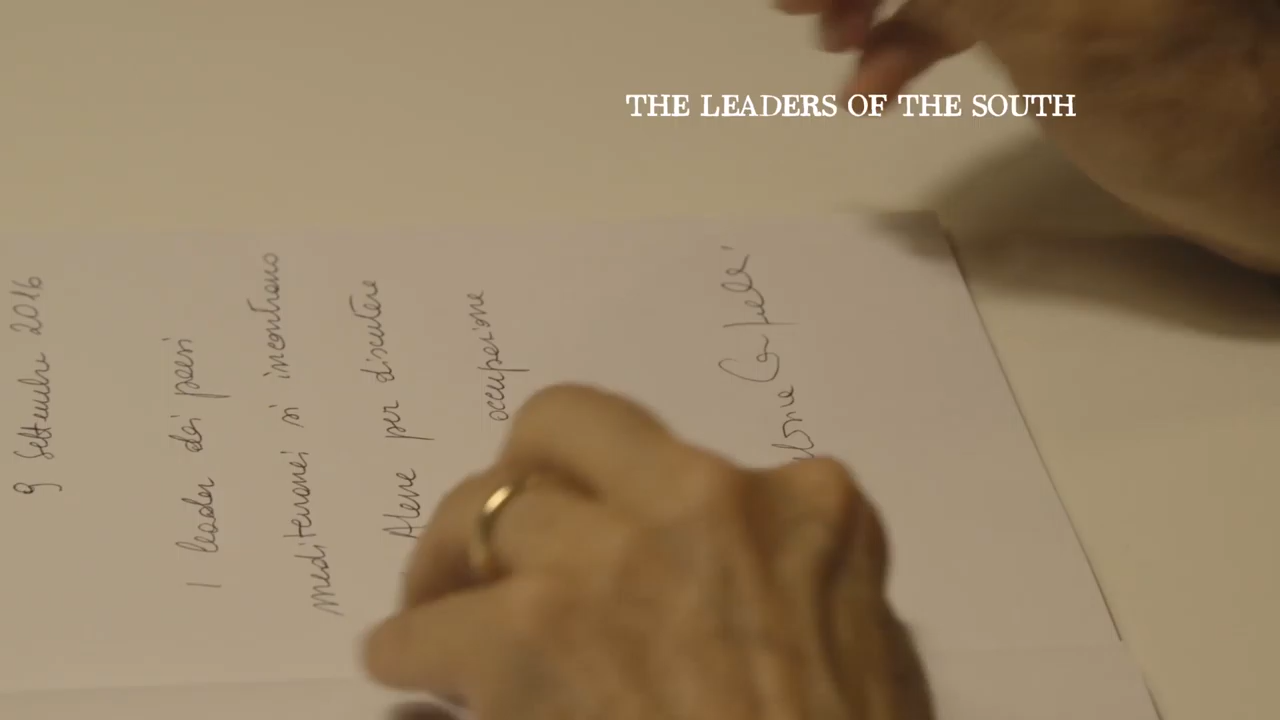 THE LEADERS OF THE SOUTH
9 Settembre 2016
I leader dei paesi
mediterranei si incontrano
Atene per discutere
occupazione